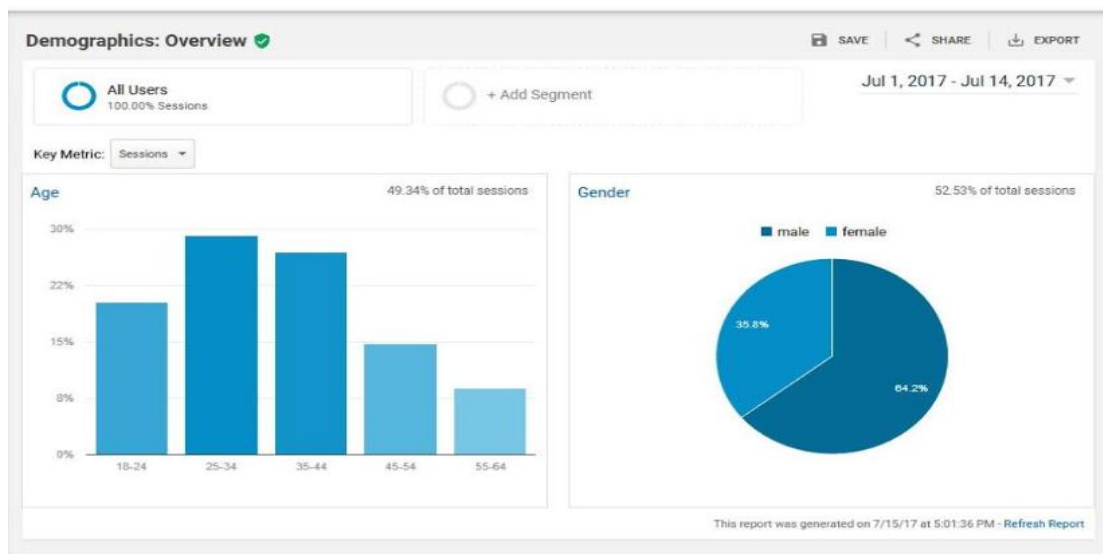 Demographics: Overview
SAVE
SHARE
EXPORT
All Users
100.00% Sessions
+ Add Segment
Jul 1, 2017 - Jul 14, 2017
Key Metric: Sessions
Age
49.34% of total sessions
30%
22%
15%
8%
0%
18-24
25-34
35-44
45-54
55-64
Gender
52.53% of total sessions
male
female
35.8%
64.2%
This report was generated on 7/15/17 at 5:01:36 PM - Refresh Report